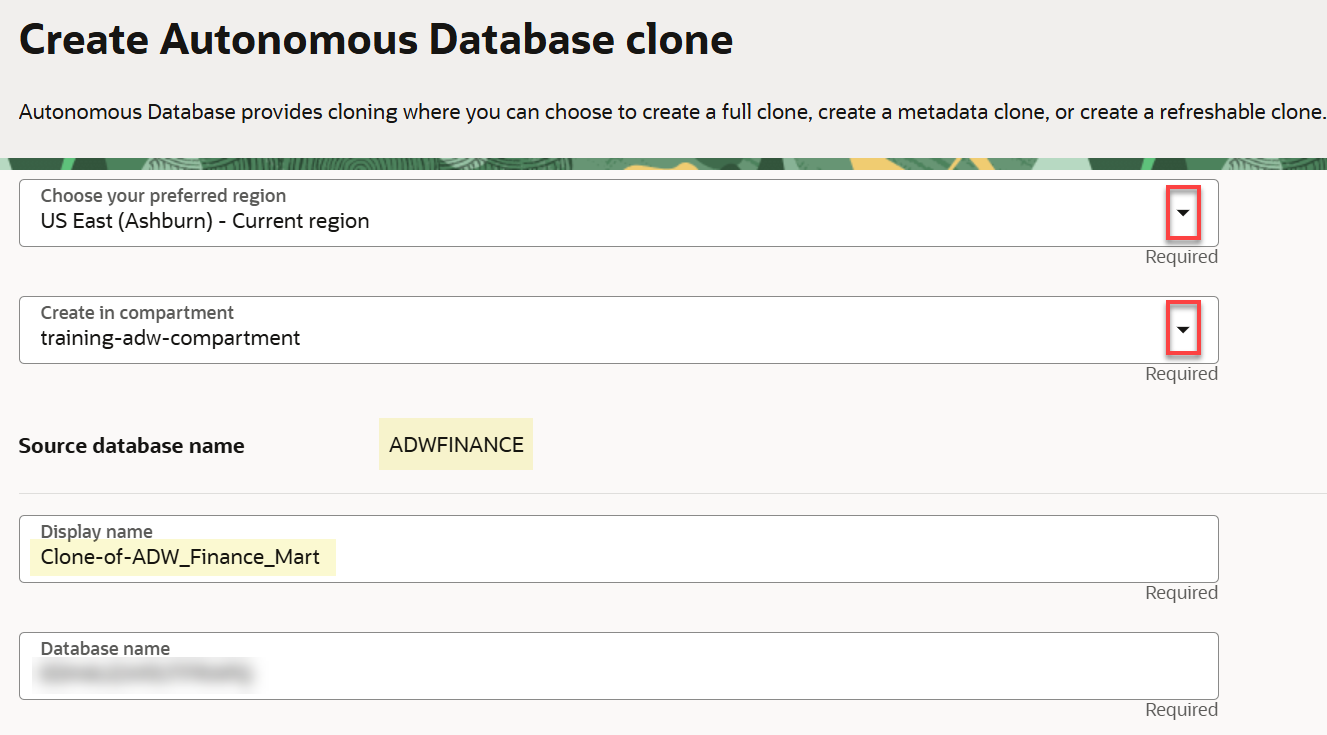 Create Autonomous Database clone
Autonomous Database provides cloning where you can choose to create a full clone, create a metadata clone, or create a refreshable clone.
Choose your preferred region
US East (Ashburn) - Current region
Required
Create in compartment
training-adw-compartment
Required
Source database name ADWFINANCE
Display name
Clone-of-ADW_Finance_Mart
Required
Database name
Required